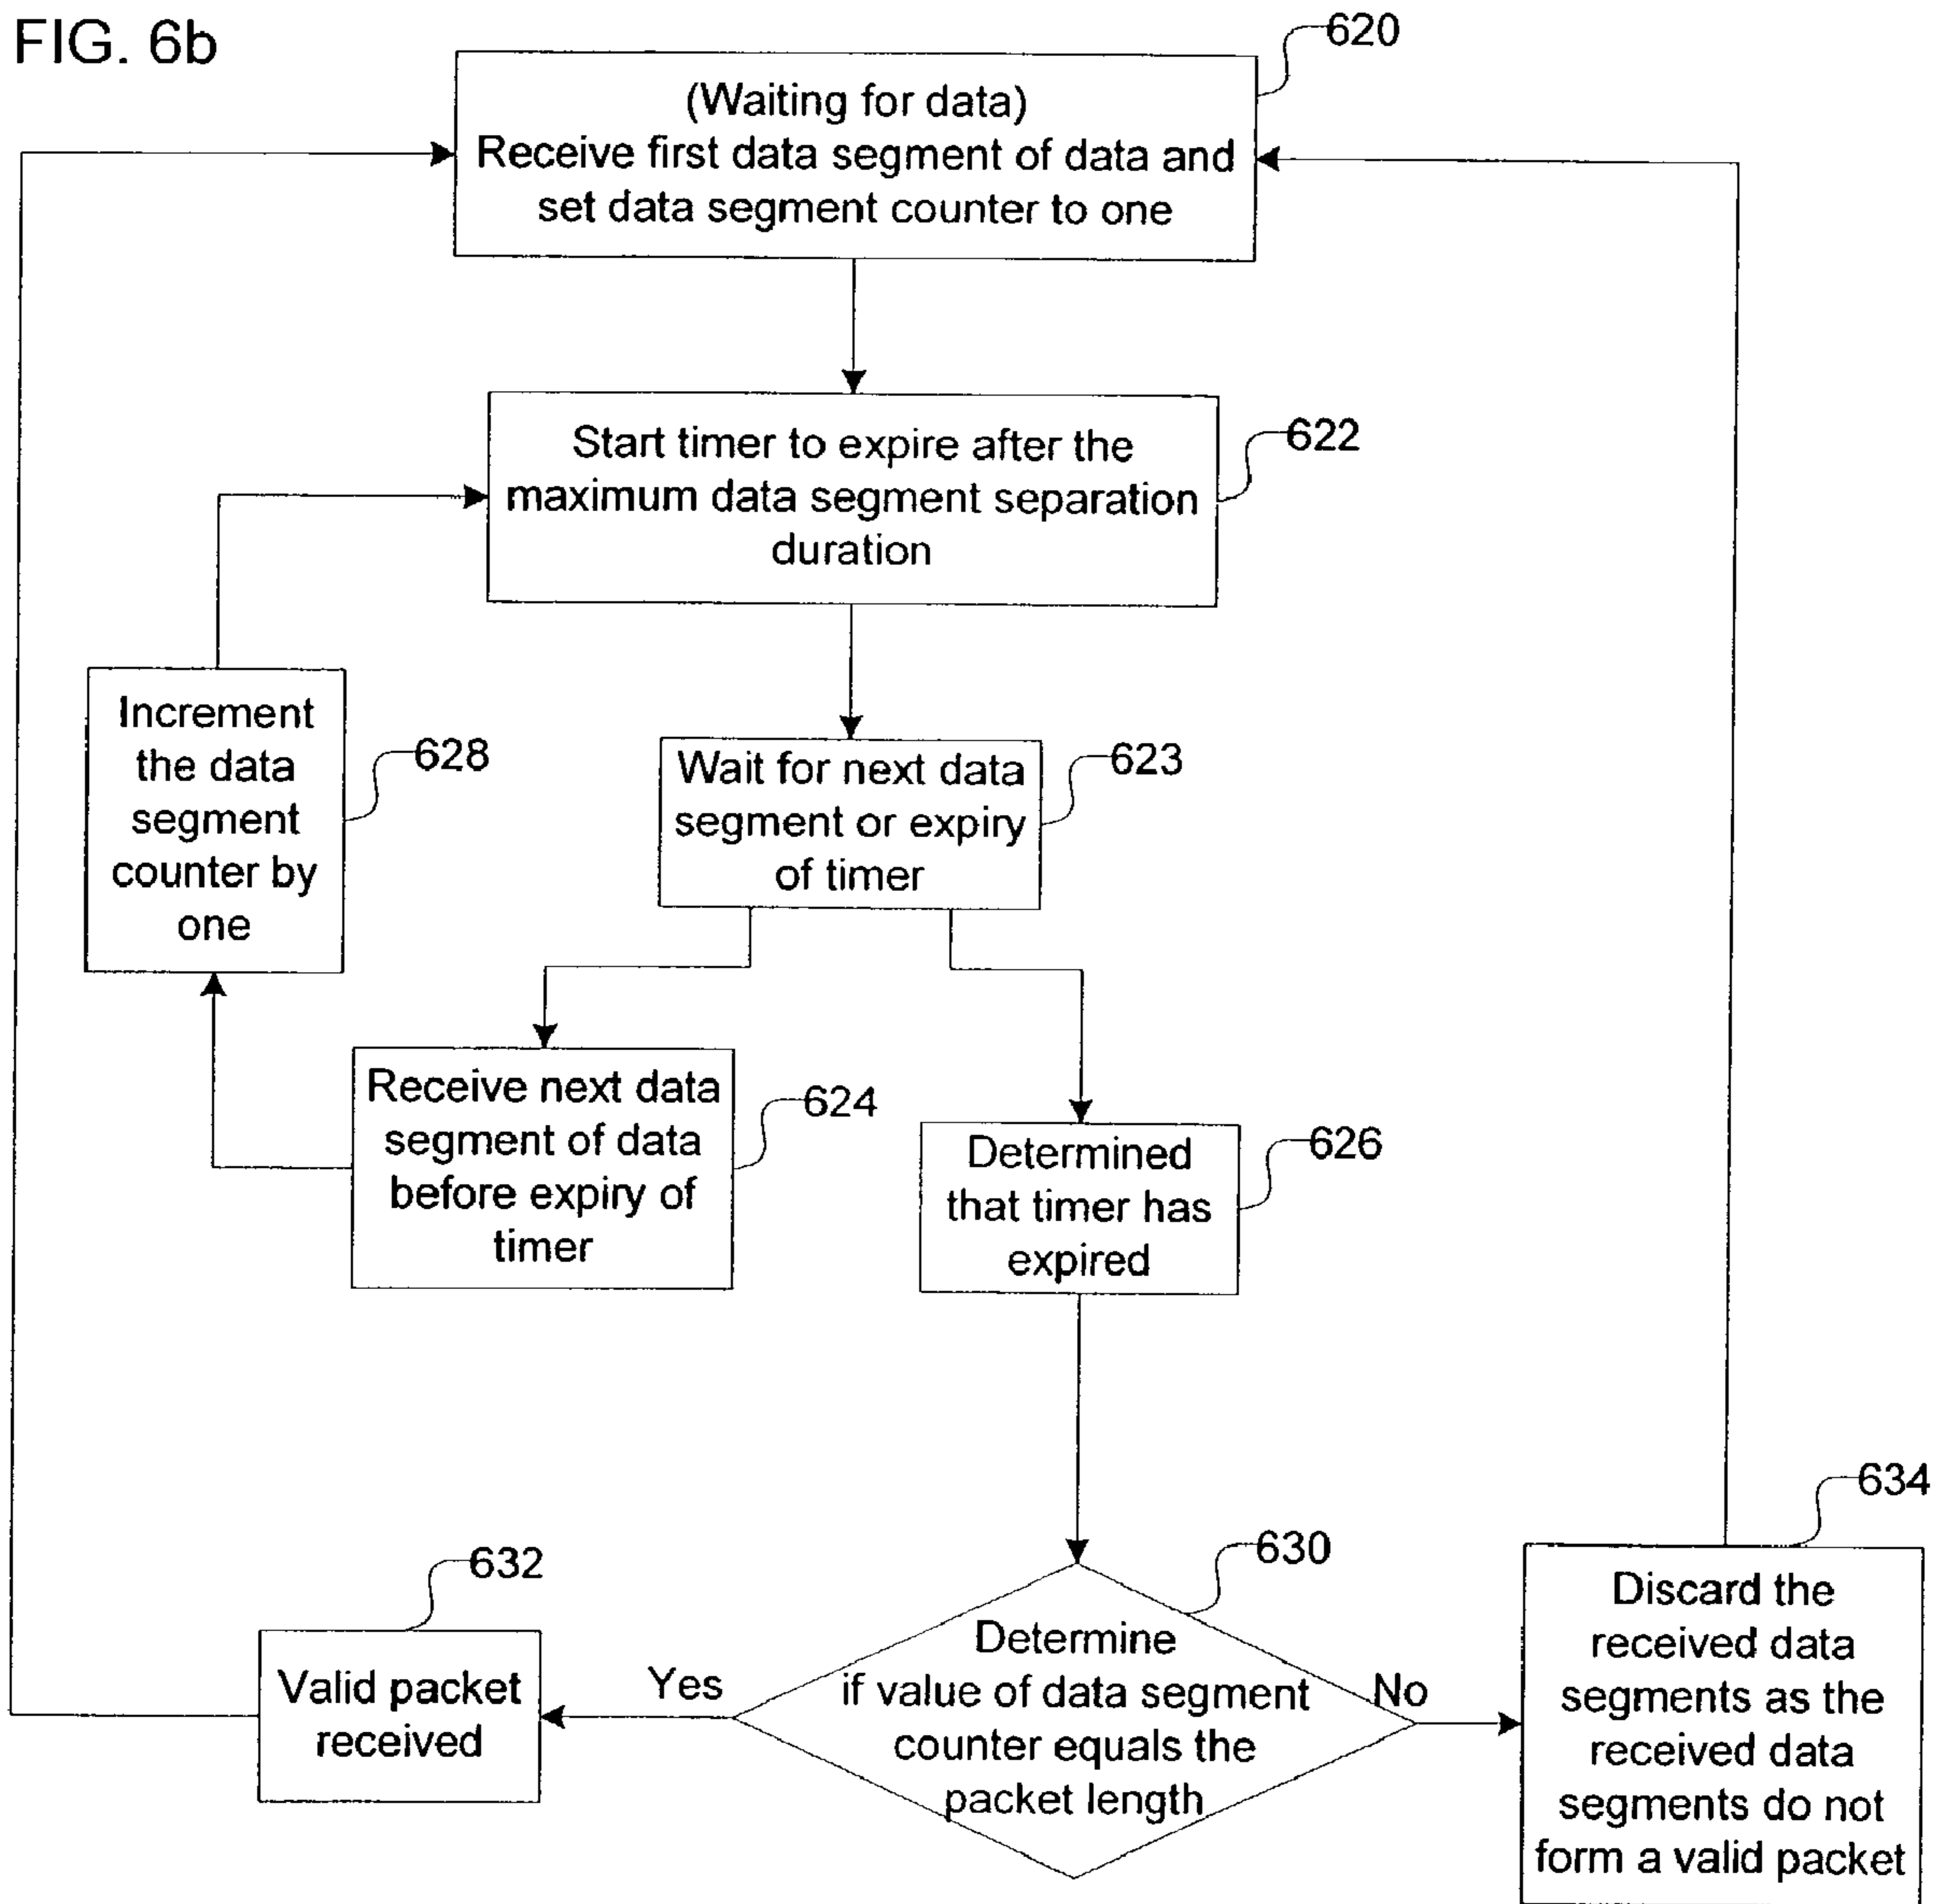 FIG. 6b
620
(Waiting for data)
Receive first data segment of data and
set data segment counter to one
622
Start timer to expire after the
maximum data segment separation
duration
628
Increment
the data
segment
counter by
one
623
Wait for next data
segment or expiry
of timer
624
Receive next data
segment of data
before expiry of
timer
626
Determined
that timer has
expired
630
Determine
if value of data segment
counter equals the
packet length
Yes
No
632
Valid packet
received
634
Discard the
received data
segments as the
received data
segments do not
form a valid packet